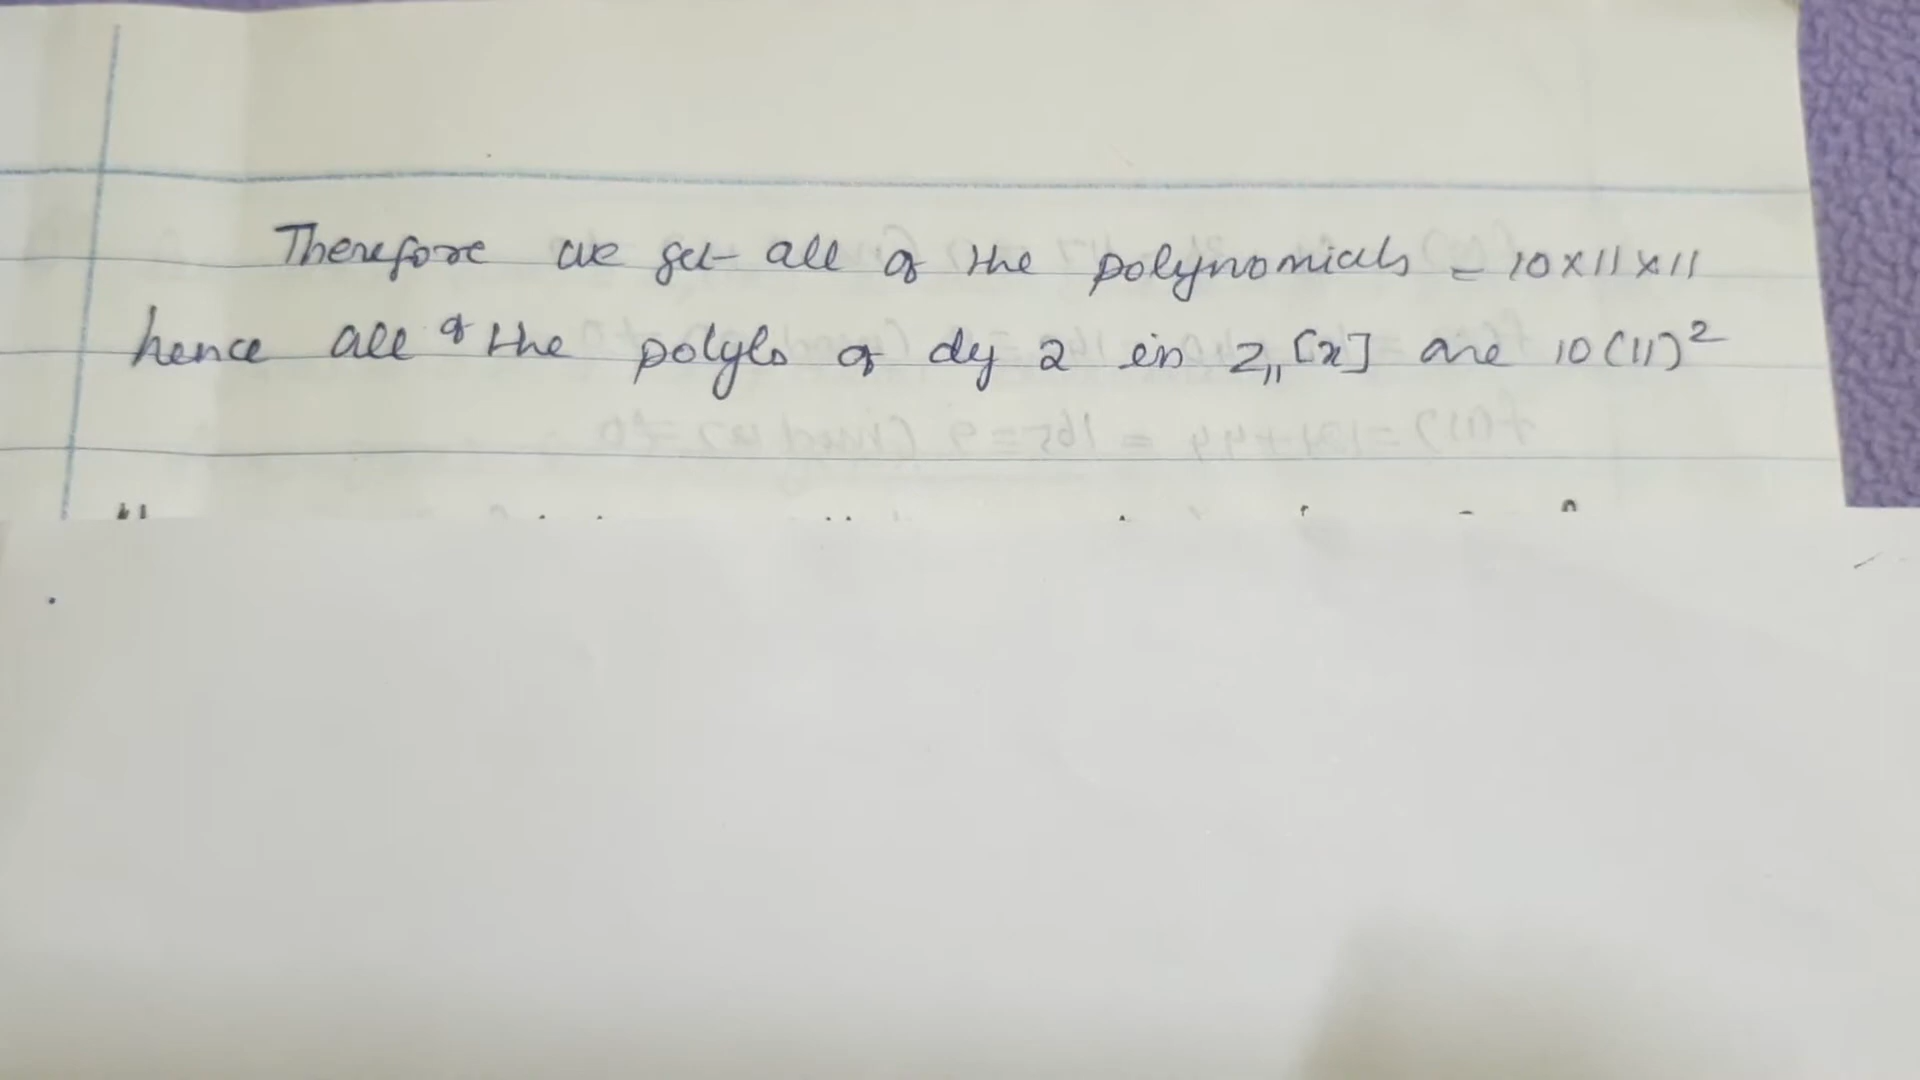 Therefore we get all of the polynomials = 10×11×11
hence all of the polyls of deg 2 in Z₁₁[x] are 10(11)²